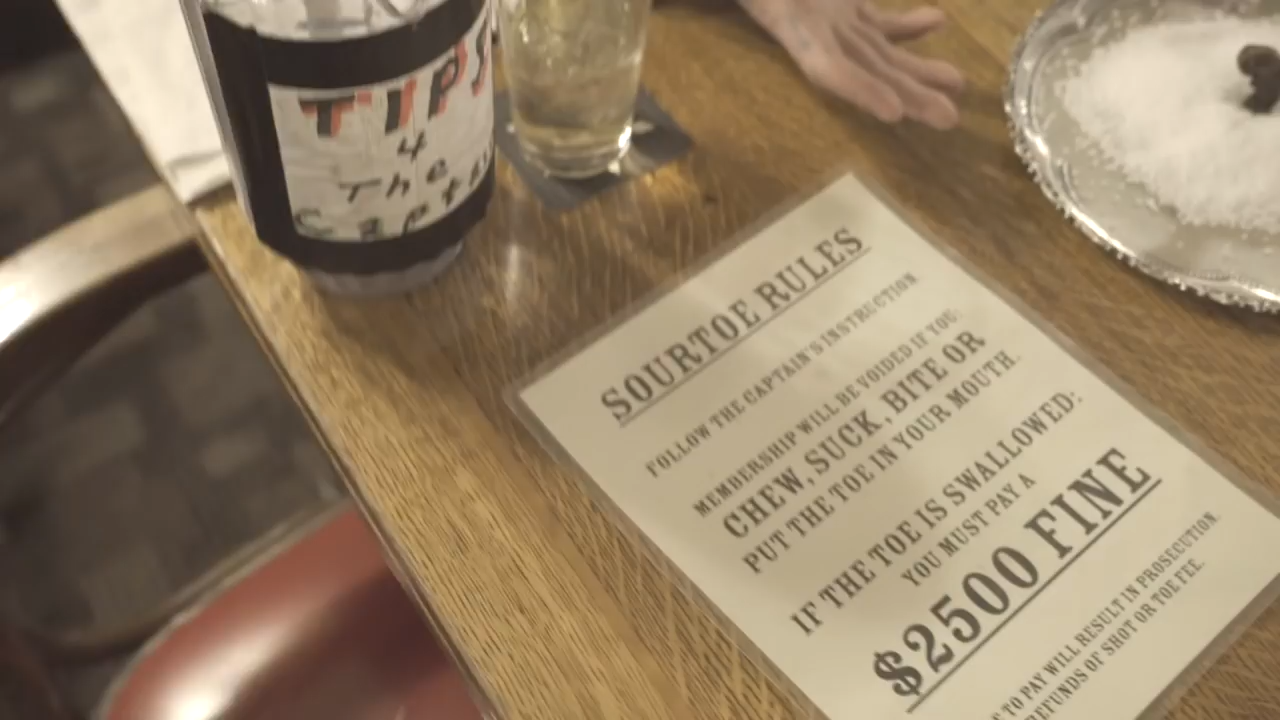 TIPS
4
The
SOURTOE RULES
FOLLOW THE CAPTAIN'S INSTRUCTION
MEMBERSHIP WILL BE VOIDED IF YOU:
CHEW, SUCK, BITE OR
PUT THE TOE IN YOUR MOUTH.
IF THE TOE IS SWALLOWED:
YOU MUST PAY A
$2500 FINE
TO PAY WILL RESULT IN PROSECUTION
REFUNDS OF SHOT OR TOE FEE.